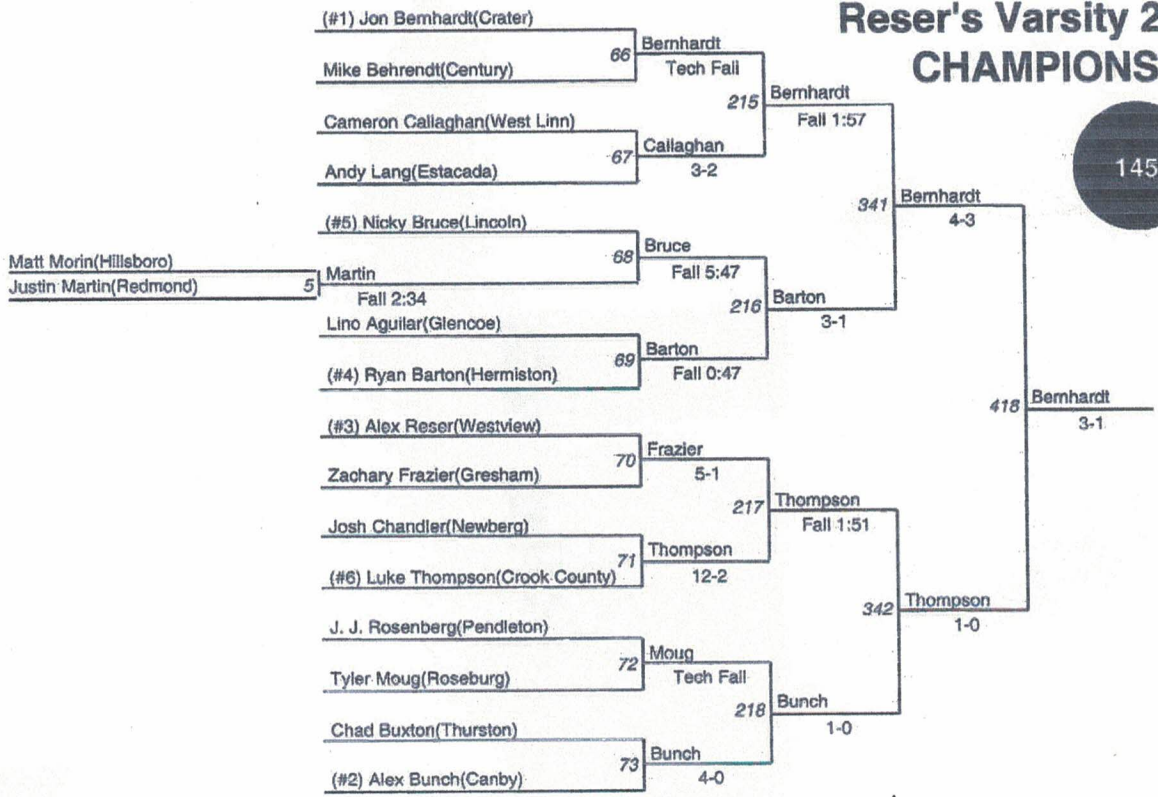 Reser's Varsity 2
CHAMPIONS
145
(#1) Jon Bernhardt(Crater)
66
Bernhardt
Tech Fall
Mike Behrendt(Century)
215
Bernhardt
Fall 1:57
Cameron Callaghan(West Linn)
67
Callaghan
3-2
Andy Lang(Estacada)
341
Bernhardt
4-3
(#5) Nicky Bruce(Lincoln)
68
Bruce
Fall 5:47
Matt Morin(Hillsboro)
Justin Martin(Redmond)
5
Martin
Fall 2:34
216
Barton
3-1
Lino Aguilar(Glencoe)
69
Barton
Fall 0:47
(#4) Ryan Barton(Hermiston)
418
Bernhardt
3-1
(#3) Alex Reser(Westview)
70
Frazier
5-1
Zachary Frazier(Gresham)
217
Thompson
Fall 1:51
Josh Chandler(Newberg)
71
Thompson
12-2
(#6) Luke Thompson(Crook County)
342
Thompson
1-0
J. J. Rosenberg(Pendleton)
72
Moug
Tech Fall
Tyler Moug(Roseburg)
218
Bunch
1-0
Chad Buxton(Thurston)
73
Bunch
4-0
(#2) Alex Bunch(Canby)